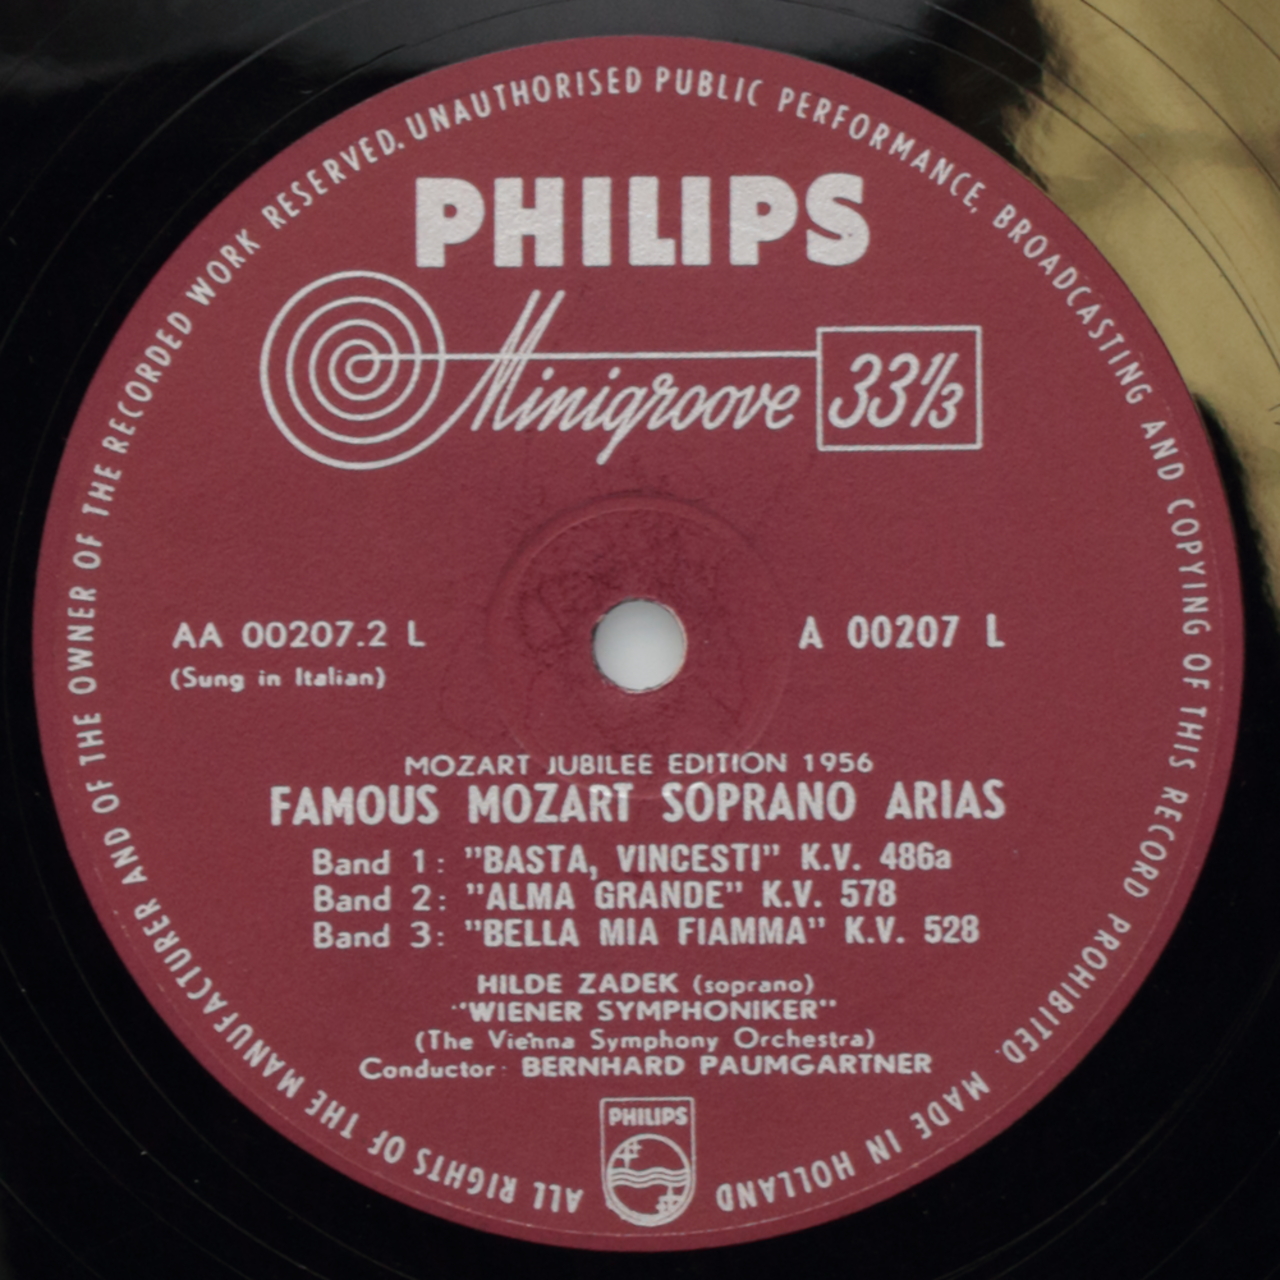 ALL RIGHTS OF THE MANUFACTURER AND OF THE OWNER OF THE RECORDED WORK RESERVED. UNAUTHORISED PUBLIC PERFORMANCE, BROADCASTING AND COPYING OF THIS RECORD PROHIBITED. MADE IN HOLLAND
PHILIPS
Minigroove 33⅓
AA 00207.2 L
(Sung in Italian)
A 00207 L
MOZART JUBILEE EDITION 1956
FAMOUS MOZART SOPRANO ARIAS
Band 1: "BASTA, VINCESTI" K.V. 486a
Band 2: "ALMA GRANDE" K.V. 578
Band 3: "BELLA MIA FIAMMA" K.V. 528
HILDE ZADEK (soprano)
"WIENER SYMPHONIKER"
(The Vienna Symphony Orchestra)
Conductor: BERNHARD PAUMGARTNER
PHILIPS